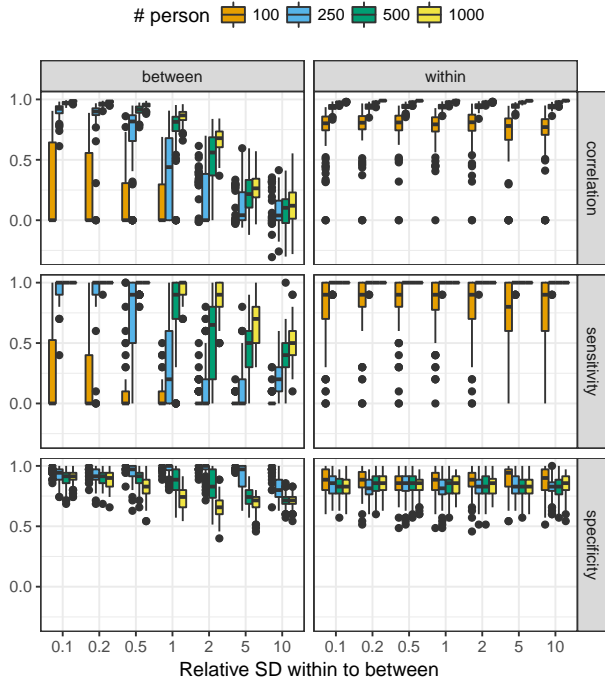 # person 100 250 500 1000
between within
1.0
0.5
0.0
correlation
1.0
0.5
0.0
sensitivity
1.0
0.5
0.0
specificity
0.1 0.2 0.5 1 2 5 10 0.1 0.2 0.5 1 2 5 10
Relative SD within to between